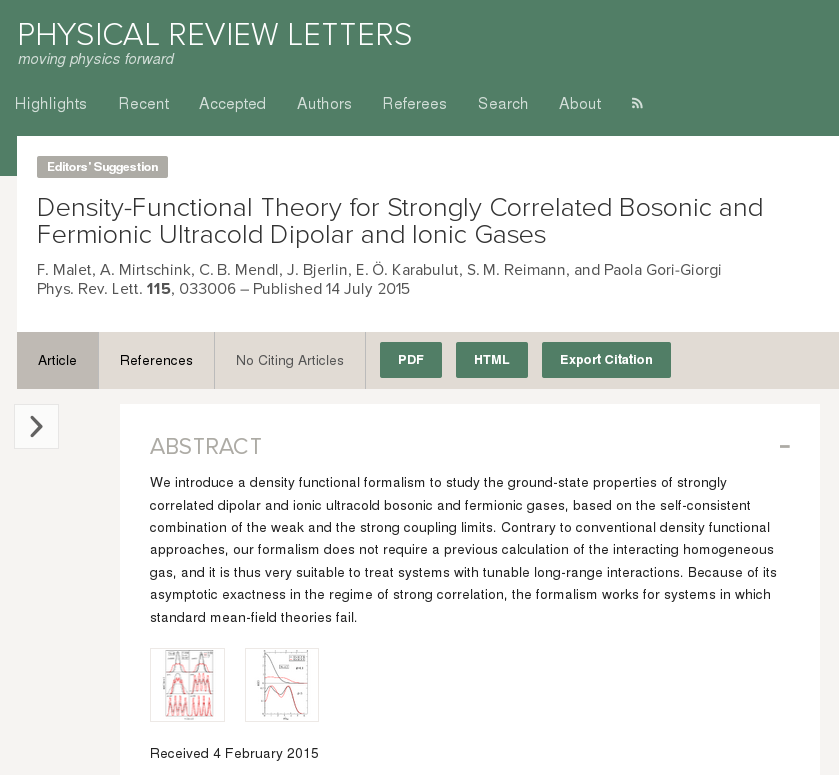 PHYSICAL REVIEW LETTERS
moving physics forward
Highlights Recent Accepted Authors Referees Search About
Editors' Suggestion
Density-Functional Theory for Strongly Correlated Bosonic and
Fermionic Ultracold Dipolar and Ionic Gases
F. Malet, A. Mirtschink, C. B. Mendl, J. Bjerlin, E. Ö. Karabulut, S. M. Reimann, and Paola Gori-Giorgi
Phys. Rev. Lett. 115, 033006 – Published 14 July 2015
Article References No Citing Articles PDF HTML Export Citation
ABSTRACT
We introduce a density functional formalism to study the ground-state properties of strongly
correlated dipolar and ionic ultracold bosonic and fermionic gases, based on the self-consistent
combination of the weak and the strong coupling limits. Contrary to conventional density functional
approaches, our formalism does not require a previous calculation of the interacting homogeneous
gas, and it is thus very suitable to treat systems with tunable long-range interactions. Because of its
asymptotic exactness in the regime of strong correlation, the formalism works for systems in which
standard mean-field theories fail.
Received 4 February 2015